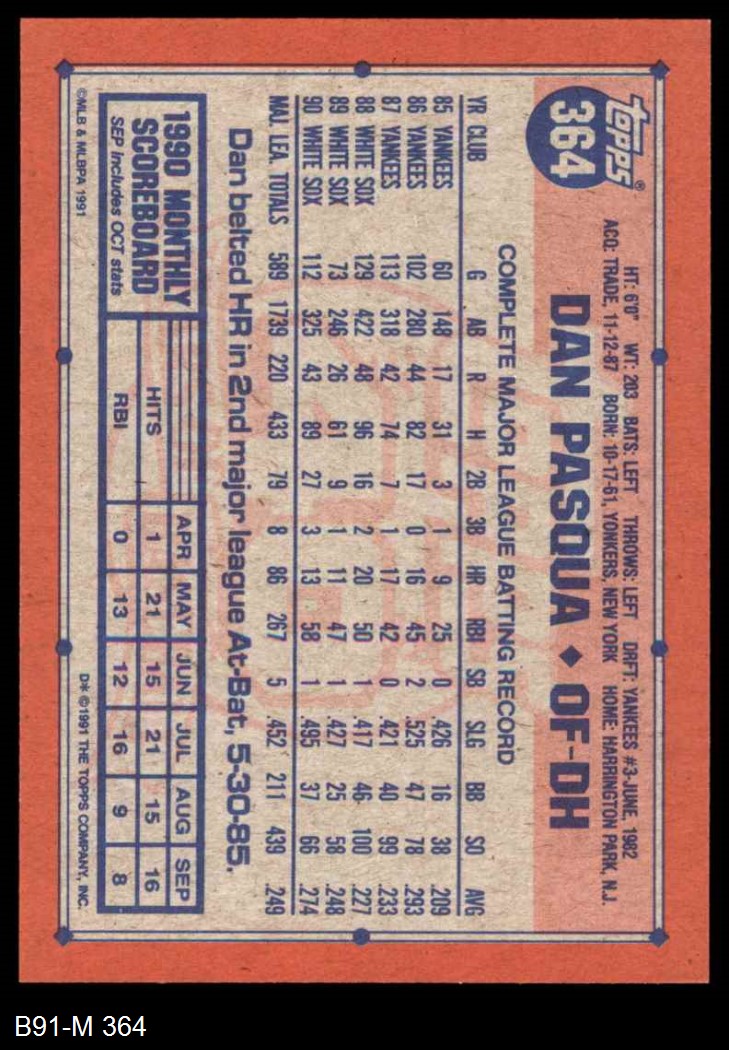 topps®
364
HT: 6'0" WT: 203 BATS: LEFT THROWS: LEFT DRFT: YANKEES #3-JUNE, 1982
ACQ: TRADE, 11-12-87 BORN: 10-17-61, YONKERS, NEW YORK HOME: HARRINGTON PARK, N.J.
DAN PASQUA ♦ OF-DH
COMPLETE MAJOR LEAGUE BATTING RECORD
YR CLUB G AB R H 2B 3B HR RBI SB SLG BB SO AVG
85 YANKEES 60 148 17 31 3 1 9 25 0 .426 16 38 .209
86 YANKEES 102 280 44 82 17 0 16 45 2 .525 47 78 .293
87 YANKEES 113 318 42 74 7 1 17 42 0 .421 40 99 .233
88 WHITE SOX 129 422 48 96 16 2 20 50 1 .417 46 100 .227
89 WHITE SOX 73 246 26 61 9 1 11 47 1 .427 25 58 .248
90 WHITE SOX 112 325 43 89 27 3 13 58 1 .495 37 66 .274
MAJ. LEA. TOTALS 589 1739 220 433 79 8 86 267 5 .452 211 439 .249
Dan belted HR in 2nd major league At-Bat, 5-30-85.
1990 MONTHLY
SCOREBOARD
SEP includes OCT stats
APR MAY JUN JUL AUG SEP
HITS 1 21 15 21 15 16
RBI 0 13 12 16 9 8
©MLB & MLBPA 1991
D* ©1991 THE TOPPS COMPANY, INC.
B91-M 364